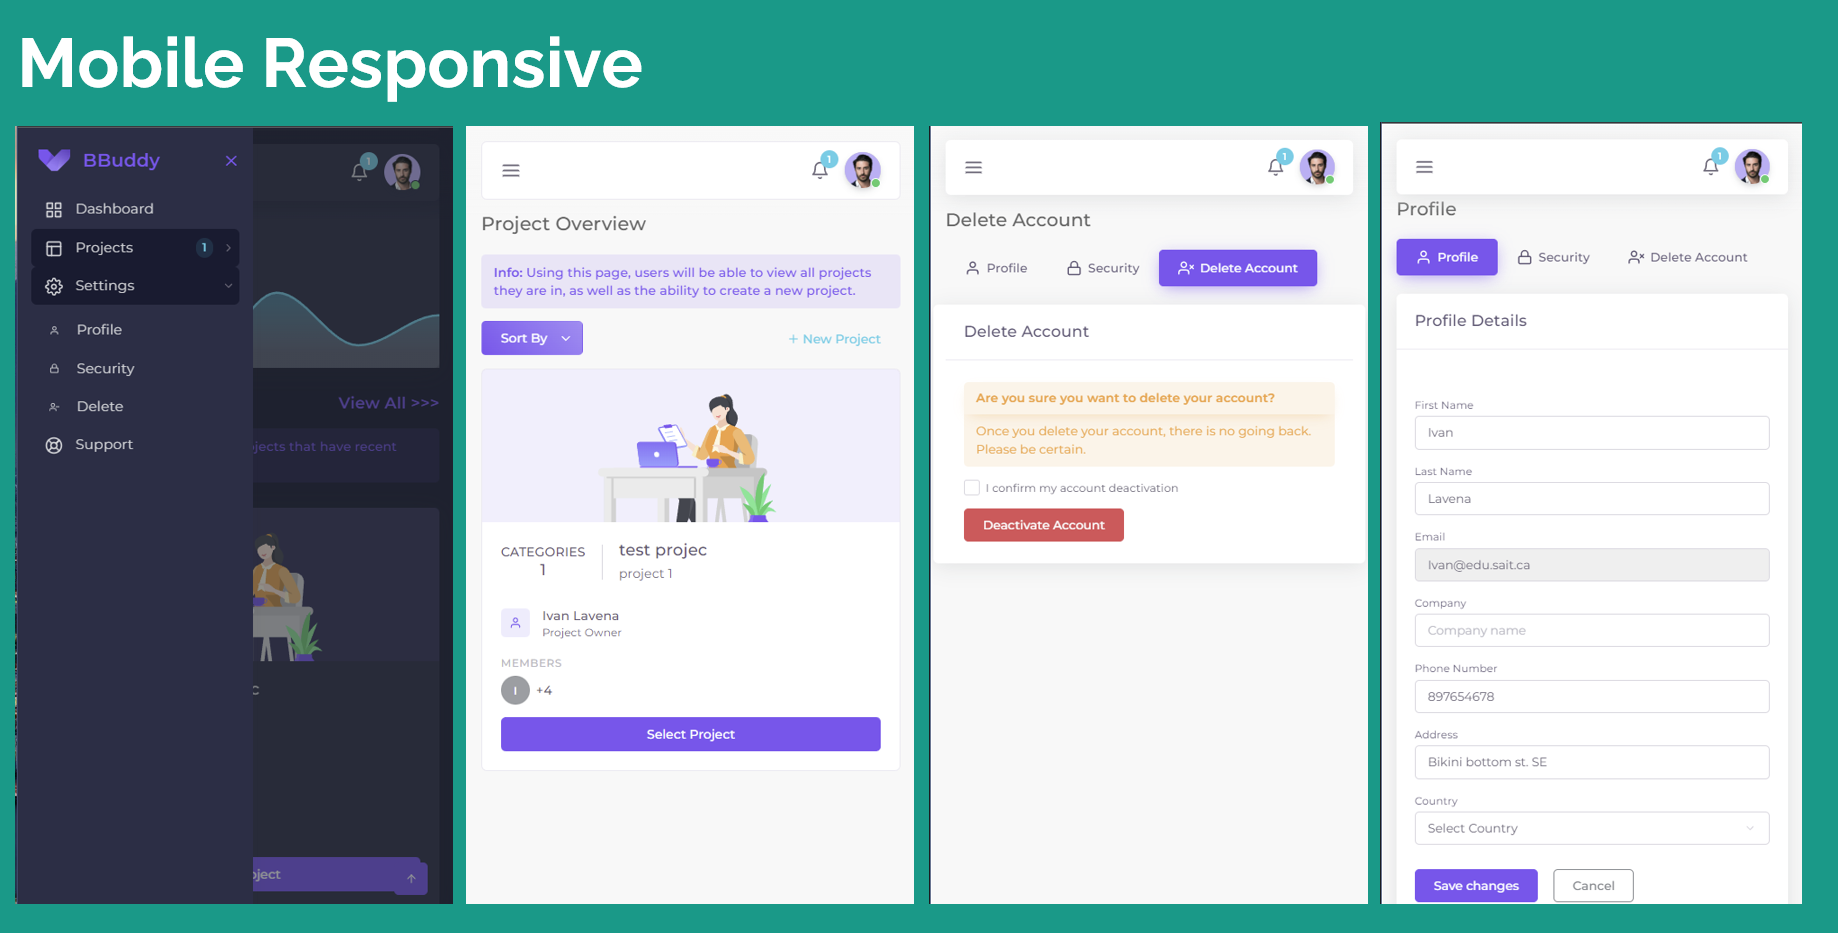 Mobile Responsive
BBuddy
Dashboard
Projects 1
Settings
Profile
Security
Delete
Support
1
View All >>>
jects that have recent
oject
1
Project Overview
Info: Using this page, users will be able to view all projects
they are in, as well as the ability to create a new project.
Sort By
+ New Project
CATEGORIES
1
test projec
project 1
Ivan Lavena
Project Owner
MEMBERS
I +4
Select Project
1
Delete Account
Profile Security Delete Account
Delete Account
Are you sure you want to delete your account?
Once you delete your account, there is no going back.
Please be certain.
I confirm my account deactivation
Deactivate Account
1
Profile
Profile Security Delete Account
Profile Details
First Name
Ivan
Last Name
Lavena
Email
Ivan@edu.sait.ca
Company
Company name
Phone Number
897654678
Address
Bikini bottom st. SE
Country
Select Country
Save changes Cancel